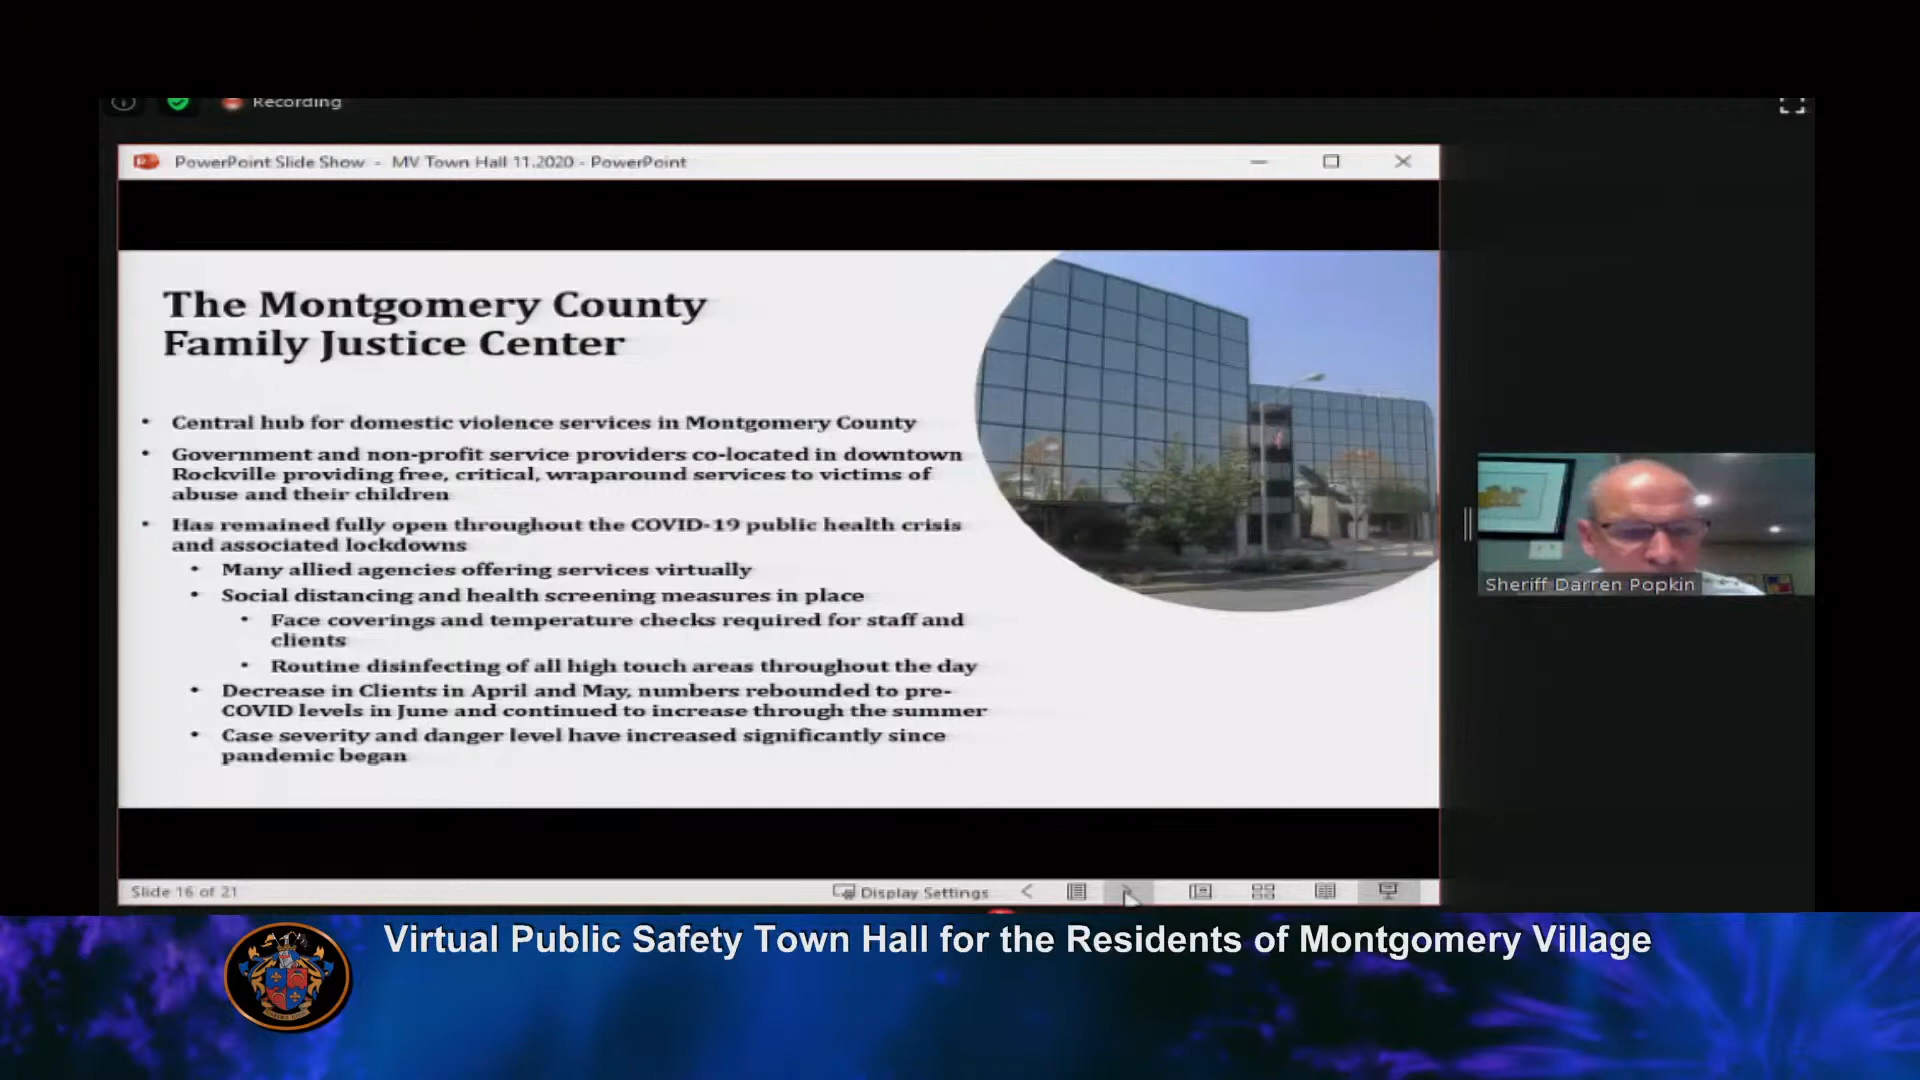 Recording
PowerPoint Slide Show - MV Town Hall 11.2020 - PowerPoint
The Montgomery County
Family Justice Center
• Central hub for domestic violence services in Montgomery County
• Government and non-profit service providers co-located in downtown
Rockville providing free, critical, wraparound services to victims of
abuse and their children
• Has remained fully open throughout the COVID-19 public health crisis
and associated lockdowns
• Many allied agencies offering services virtually
• Social distancing and health screening measures in place
• Face coverings and temperature checks required for staff and
clients
• Routine disinfecting of all high touch areas throughout the day
• Decrease in Clients in April and May, numbers rebounded to pre-
COVID levels in June and continued to increase through the summer
• Case severity and danger level have increased significantly since
pandemic began
Sheriff Darren Popkin
Slide 16 of 21
Display Settings
Virtual Public Safety Town Hall for the Residents of Montgomery Village